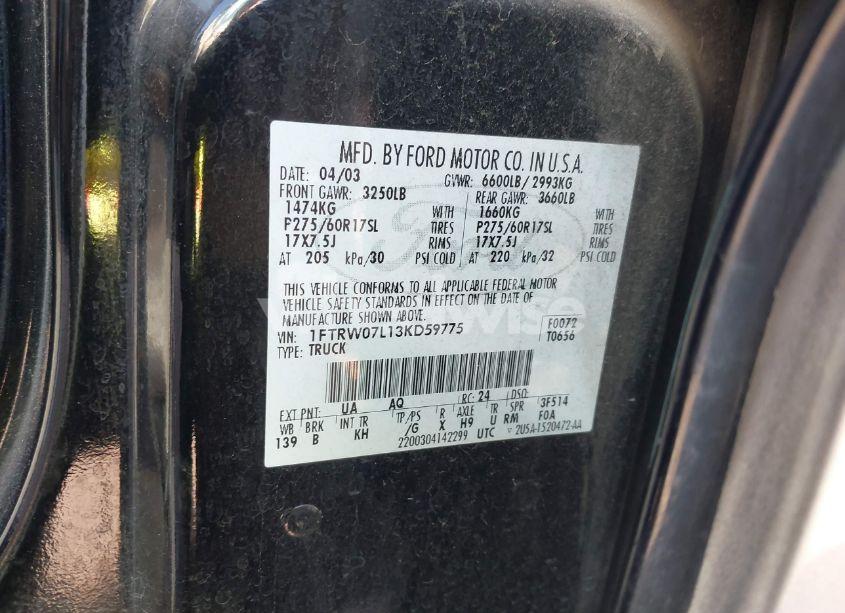 MFD. BY FORD MOTOR CO. IN U.S.A.
DATE: 04/03 GVWR: 6600LB / 2993KG
FRONT GAWR: 3250LB REAR GAWR: 3660LB
1474KG WITH 1660KG WITH
P275/60R17SL TIRES P275/60R17SL TIRES
17X7.5J RIMS 17X7.5J RIMS
AT 205 kPa/30 PSI COLD AT 220 kPa/32 PSI COLD
THIS VEHICLE CONFORMS TO ALL APPLICABLE FEDERAL MOTOR
VEHICLE SAFETY STANDARDS IN EFFECT ON THE DATE OF
MANUFACTURE SHOWN ABOVE.
VIN: 1FTRW07L13KD59775 F0072
TYPE: TRUCK T0656
EXT PNT: UA AQ RC: 24 DSO: 3F514
WB BRK INT TR TP/PS R AXLE TR SPR F0A
139 B KH /G X H9 U RM
2200304142299 UTC 2U5A-1520472-AA
Ford